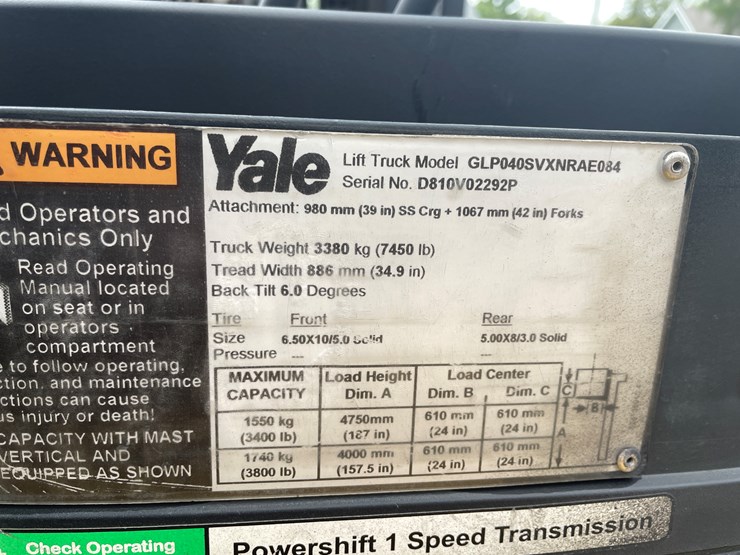 WARNING
d Operators and
chanics Only
Read Operating
Manual located
on seat or in
operators
compartment
e to follow operating,
ction, and maintenance
ctions can cause
us injury or death!
CAPACITY WITH MAST
VERTICAL AND
EQUIPPED AS SHOWN
Yale Lift Truck Model GLP040SVXNRAE084
Serial No. D810V02292P
Attachment: 980 mm (39 in) SS Crg + 1067 mm (42 in) Forks
Truck Weight 3380 kg (7450 lb)
Tread Width 886 mm (34.9 in)
Back Tilt 6.0 Degrees
Tire Front Rear
Size 6.50X10/5.0 Solid 5.00X8/3.0 Solid
Pressure --- ---
MAXIMUM CAPACITY Load Height Dim. A Load Center Dim. B Dim. C
1550 kg (3400 lb) 4750mm (187 in) 610 mm (24 in) 610 mm (24 in)
1740 kg (3800 lb) 4000 mm (157.5 in) 610 mm (24 in) 610 mm (24 in)
C
B
A
Check Operating
Powershift 1 Speed Transmission